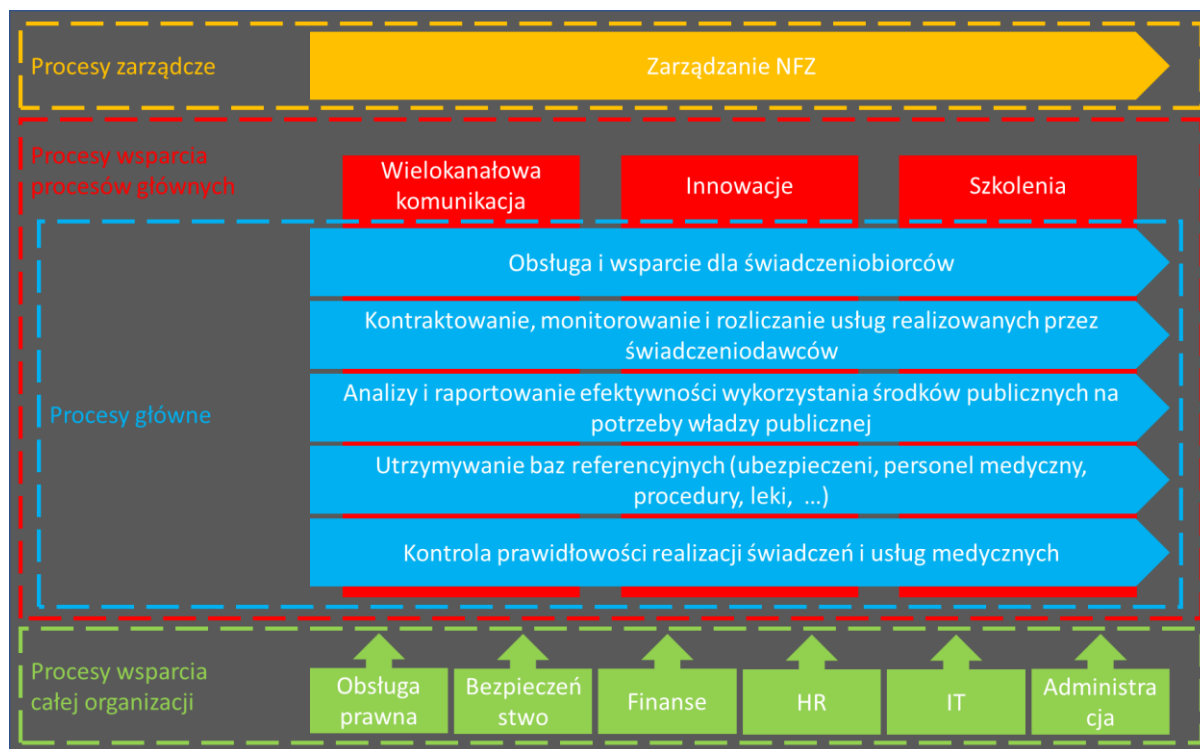 Procesy zarządcze
Zarządzanie NFZ
Procesy wsparcia
procesów głównych
Wielokanałowa
komunikacja
Innowacje
Szkolenia
Procesy główne
Obsługa i wsparcie dla świadczeniobiorców
Kontraktowanie, monitorowanie i rozliczanie usług realizowanych przez
świadczeniodawców
Analizy i raportowanie efektywności wykorzystania środków publicznych na
potrzeby władzy publicznej
Utrzymywanie baz referencyjnych (ubezpieczeni, personel medyczny,
procedury, leki, ...)
Kontrola prawidłowości realizacji świadczeń i usług medycznych
Procesy wsparcia
całej organizacji
Obsługa
prawna
Bezpieczeń
stwo
Finanse
HR
IT
Administra
cja